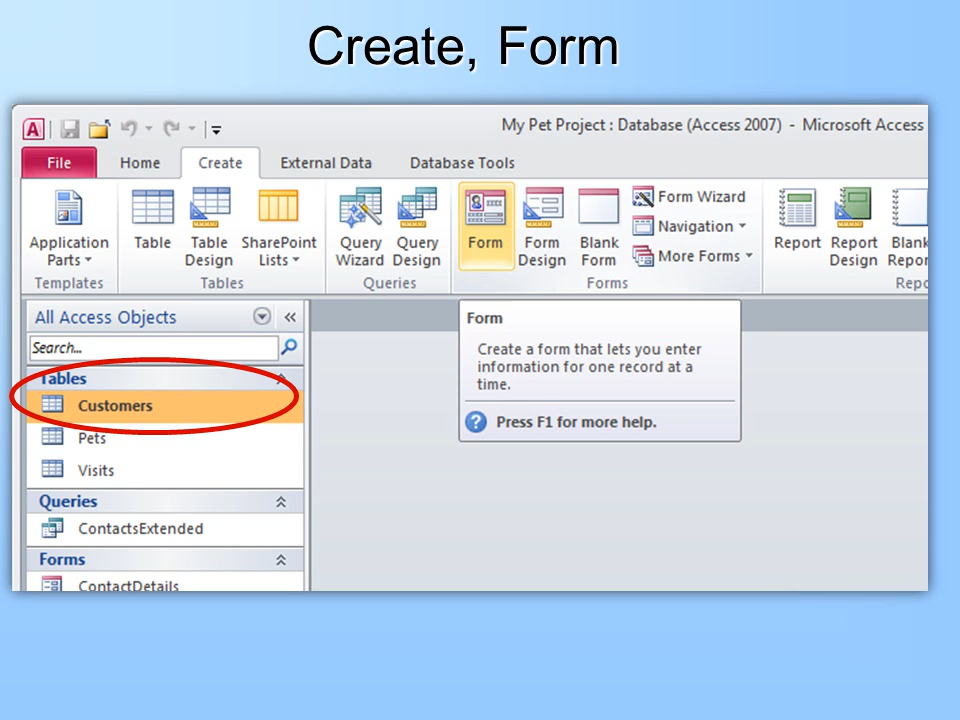 Create, Form
My Pet Project : Database (Access 2007) - Microsoft Access
File Home Create External Data Database Tools
Application Parts
Table
Table Design
SharePoint Lists
Query Wizard
Query Design
Form
Form Design
Blank Form
Form Wizard
Navigation
More Forms
Report
Report Design
Templates Tables Queries Forms
All Access Objects
Search...
Tables
Customers
Pets
Visits
Queries
ContactsExtended
Forms
ContactDetails
Form
Create a form that lets you enter
information for one record at a
time.
Press F1 for more help.